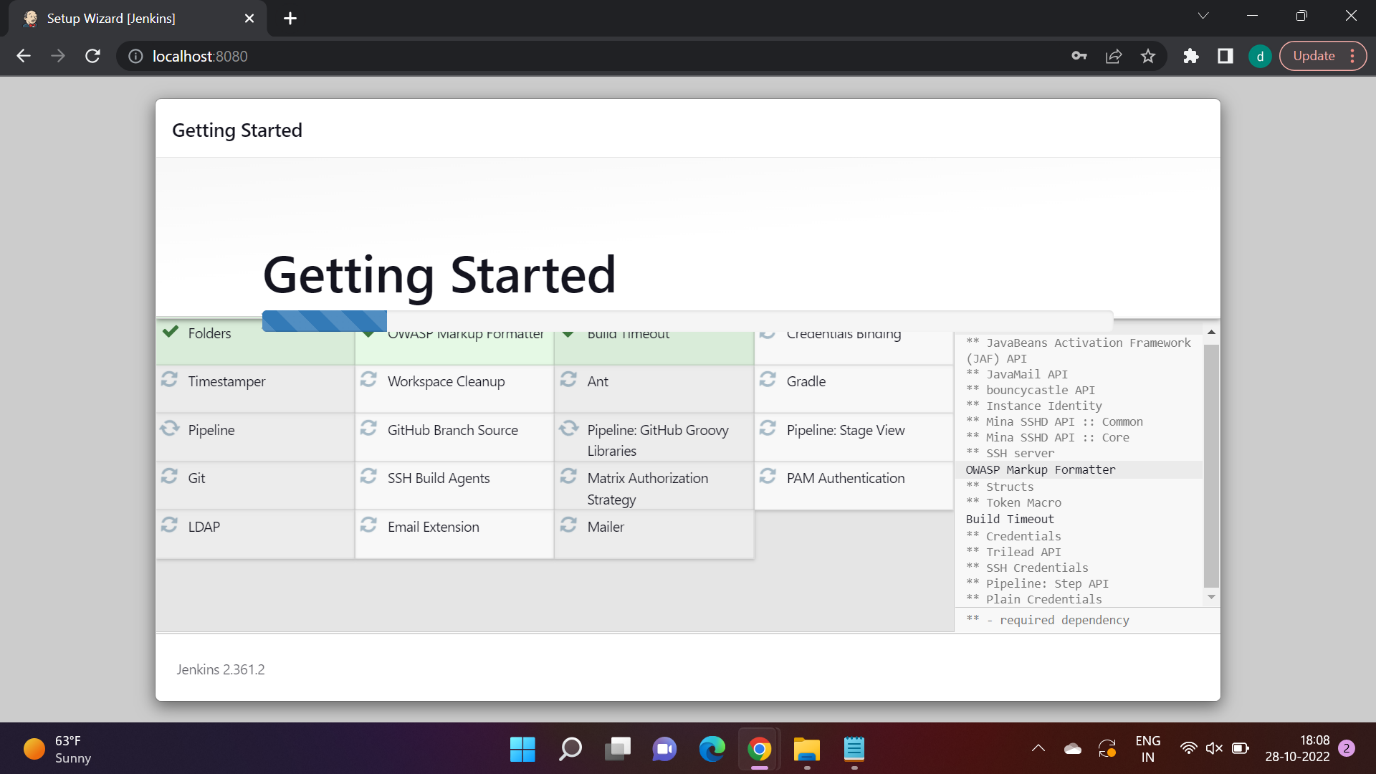 Setup Wizard [Jenkins]
localhost:8080
d
Update
Getting Started
Getting Started
Folders
OWASP Markup Formatter
Build Timeout
Credentials Binding
Timestamper
Workspace Cleanup
Ant
Gradle
Pipeline
GitHub Branch Source
Pipeline: GitHub Groovy
Libraries
Pipeline: Stage View
Git
SSH Build Agents
Matrix Authorization
Strategy
PAM Authentication
LDAP
Email Extension
Mailer
** JavaBeans Activation Framework
(JAF) API
** JavaMail API
** bouncycastle API
** Instance Identity
** Mina SSHD API :: Common
** Mina SSHD API :: Core
** SSH server
OWASP Markup Formatter
** Structs
** Token Macro
Build Timeout
** Credentials
** Trilead API
** SSH Credentials
** Pipeline: Step API
** Plain Credentials
** - required dependency
Jenkins 2.361.2
63°F
Sunny
ENG
IN
18:08
28-10-2022
2